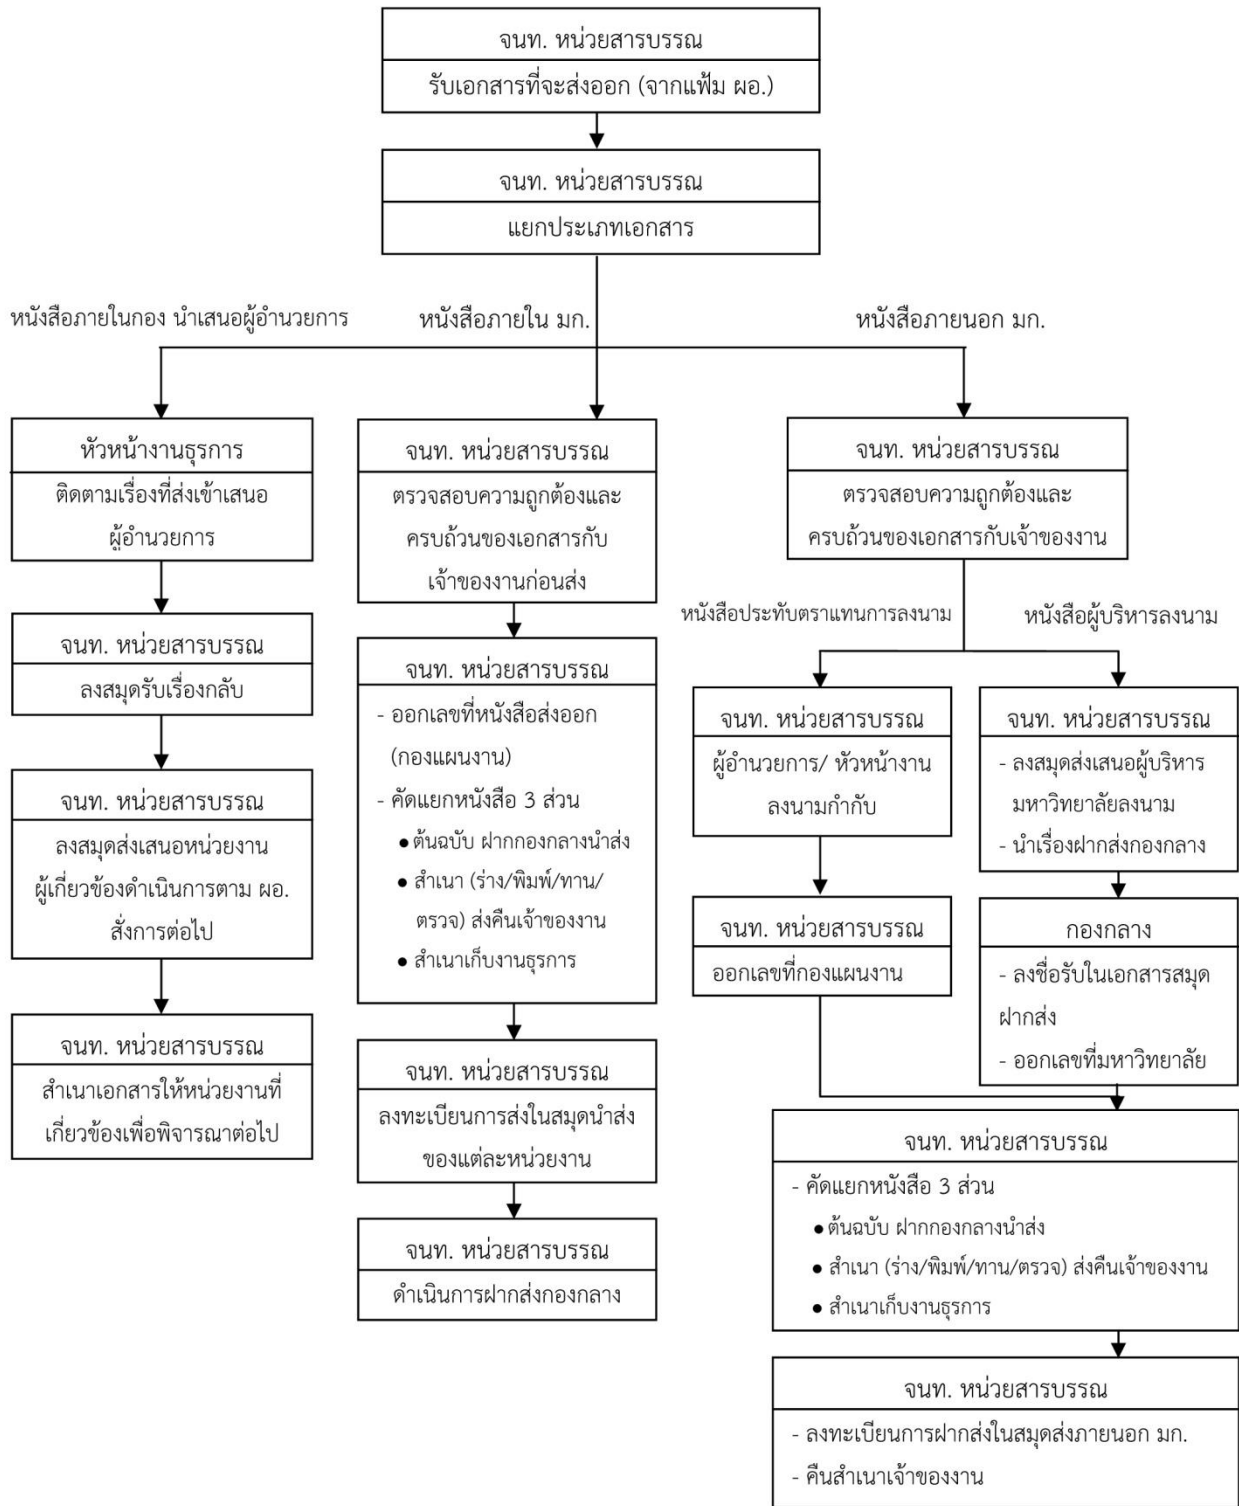 จนท. หน่วยสารบรรณ
รับเอกสารที่จะส่งออก (จากแฟ้ม ผอ.)
จนท. หน่วยสารบรรณ
แยกประเภทเอกสาร
หนังสือภายในกอง นำเสนอผู้อำนวยการ
หนังสือภายใน มก.
หนังสือภายนอก มก.
หัวหน้างานธุรการ
ติดตามเรื่องที่ส่งเข้าเสนอ
ผู้อำนวยการ
จนท. หน่วยสารบรรณ
ลงสมุดรับเรื่องกลับ
จนท. หน่วยสารบรรณ
ลงสมุดส่งเสนอหน่วยงาน
ผู้เกี่ยวข้องดำเนินการตาม ผอ.
สั่งการต่อไป
จนท. หน่วยสารบรรณ
สำเนาเอกสารให้หน่วยงานที่
เกี่ยวข้องเพื่อพิจารณาต่อไป
จนท. หน่วยสารบรรณ
ตรวจสอบความถูกต้องและ
ครบถ้วนของเอกสารกับ
เจ้าของงานก่อนส่ง
จนท. หน่วยสารบรรณ
- ออกเลขที่หนังสือส่งออก
(กองแผนงาน)
- คัดแยกหนังสือ 3 ส่วน
● ต้นฉบับ ฝากกองกลางนำส่ง
● สำเนา (ร่าง/พิมพ์/ทาน/
ตรวจ) ส่งคืนเจ้าของงาน
● สำเนาเก็บงานธุรการ
จนท. หน่วยสารบรรณ
ลงทะเบียนการส่งในสมุดนำส่ง
ของแต่ละหน่วยงาน
จนท. หน่วยสารบรรณ
ดำเนินการฝากส่งกองกลาง
จนท. หน่วยสารบรรณ
ตรวจสอบความถูกต้องและ
ครบถ้วนของเอกสารกับเจ้าของงาน
หนังสือประทับตราแทนการลงนาม
หนังสือผู้บริหารลงนาม
จนท. หน่วยสารบรรณ
ผู้อำนวยการ/ หัวหน้างาน
ลงนามกำกับ
จนท. หน่วยสารบรรณ
ออกเลขที่กองแผนงาน
จนท. หน่วยสารบรรณ
- ลงสมุดส่งเสนอผู้บริหาร
มหาวิทยาลัยลงนาม
- นำเรื่องฝากส่งกองกลาง
กองกลาง
- ลงชื่อรับในเอกสารสมุด
ฝากส่ง
- ออกเลขที่มหาวิทยาลัย
จนท. หน่วยสารบรรณ
- คัดแยกหนังสือ 3 ส่วน
● ต้นฉบับ ฝากกองกลางนำส่ง
● สำเนา (ร่าง/พิมพ์/ทาน/ตรวจ) ส่งคืนเจ้าของงาน
● สำเนาเก็บงานธุรการ
จนท. หน่วยสารบรรณ
- ลงทะเบียนการฝากส่งในสมุดส่งภายนอก มก.
- คืนสำเนาเจ้าของงาน